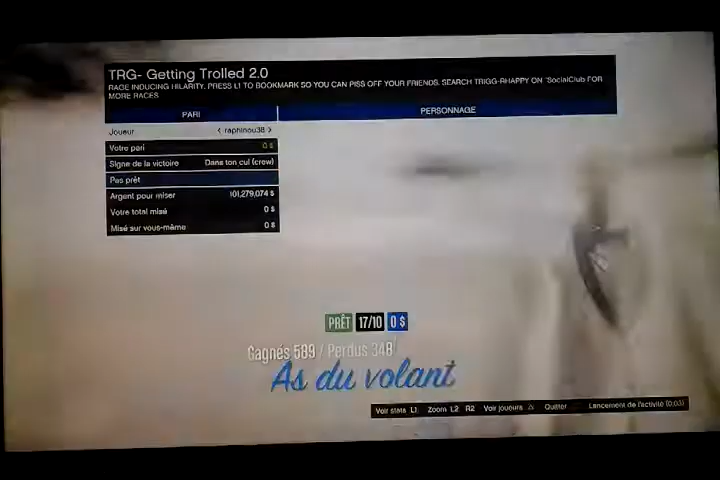 TRG- Getting Trolled 2.0
RAGE INDUCING HILARITY. PRESS L1 TO BOOKMARK SO YOU CAN PISS OFF YOUR FRIENDS. SEARCH TRIGG-RHAPPY ON 'SocialClub FOR
MORE RACES
PARI PERSONNAGE
Joueur < raphinou38 >
Votre pari 0 $
Signe de la victoire Dans ton cul (crew)
Pas prêt
Argent pour miser 101,279,074 $
Votre total misé 0 $
Misé sur vous-même 0 $
PRÊT 17/10 0 $
Gagnés 589 / Perdus 348
As du volant
Voir stats L1 Zoom L2 R2 Voir joueurs Quitter Lancement de l'activité (0:03)